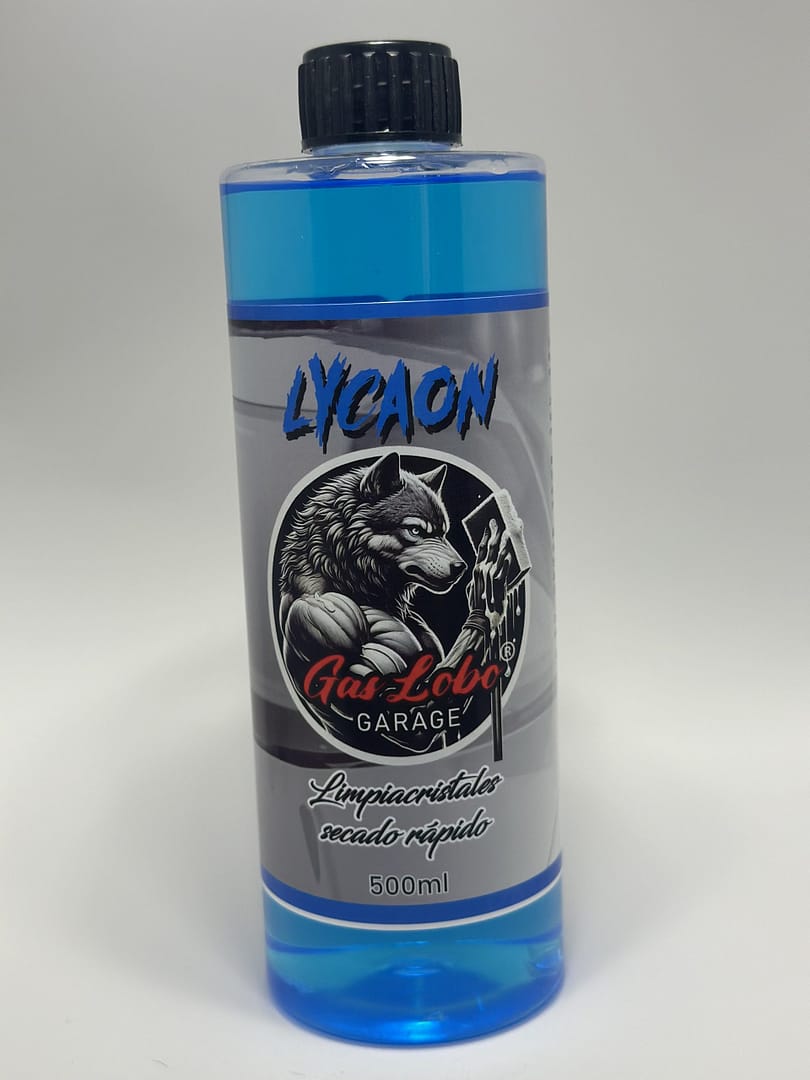 LYCAON
Gas Lobo®
GARAGE
Limpiacristales
secado rápido
500ml